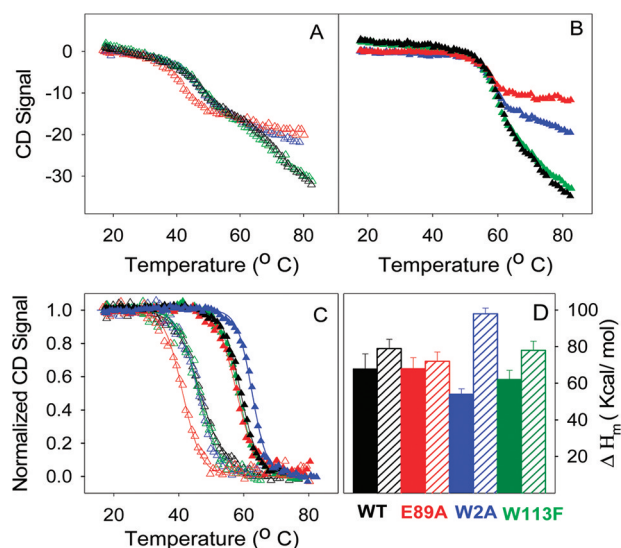 A
B
CD Signal
0
-10
-20
-30
20 40 60 80
20 40 60 80
Temperature (° C)
Temperature (° C)
C
D
Normalized CD Signal
1.0
0.8
0.6
0.4
0.2
0.0
20 40 60 80
Temperature (° C)
100
80
60
40
20
Δ Hm ( Kcal/ mol)
WT E89A W2A W113F